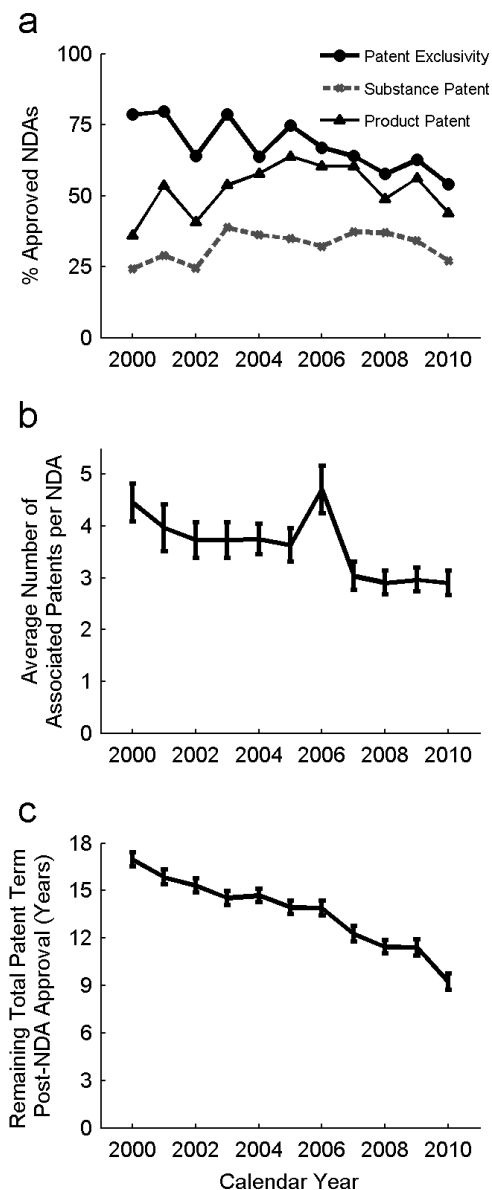 a
% Approved NDAs
100
75
50
25
0
Patent Exclusivity
Substance Patent
Product Patent
2000 2002 2004 2006 2008 2010
b
Average Number of
Associated Patents per NDA
5
4
3
2
1
0
2000 2002 2004 2006 2008 2010
c
Remaining Total Patent Term
Post-NDA Approval (Years)
18
15
12
9
6
3
0
2000 2002 2004 2006 2008 2010
Calendar Year